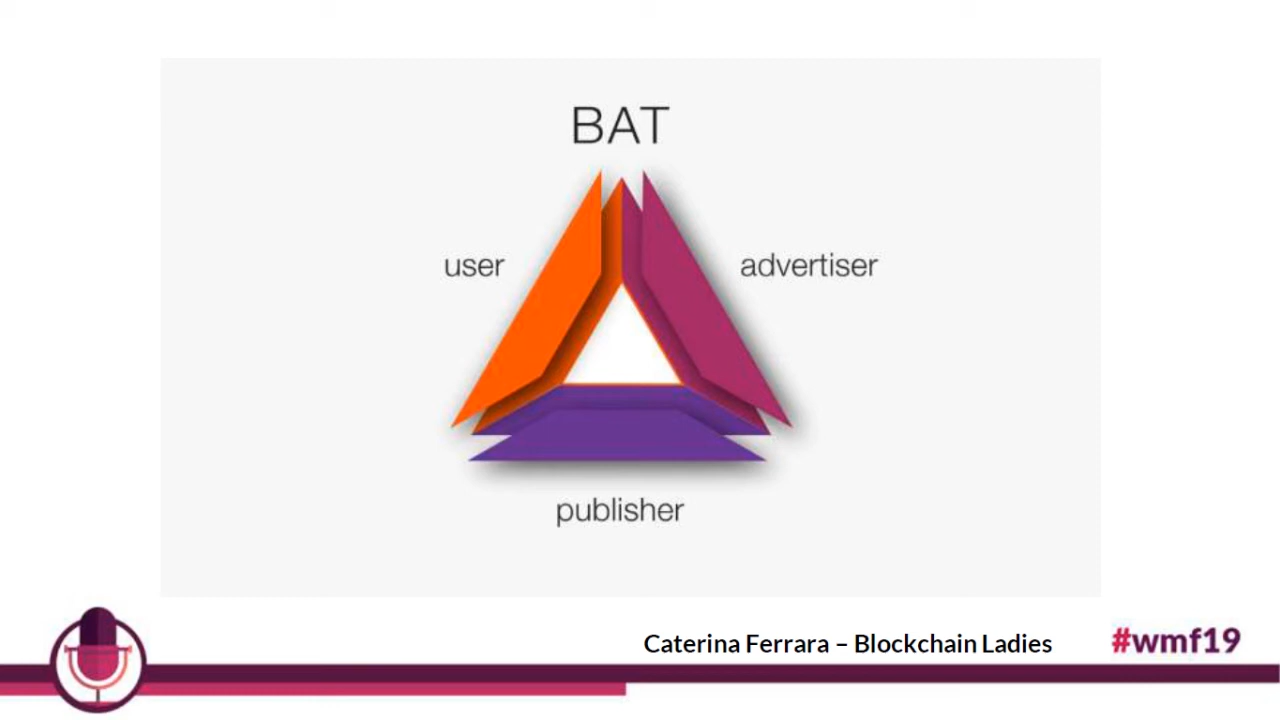 BAT
user
advertiser
publisher
Caterina Ferrara – Blockchain Ladies
#wmf19